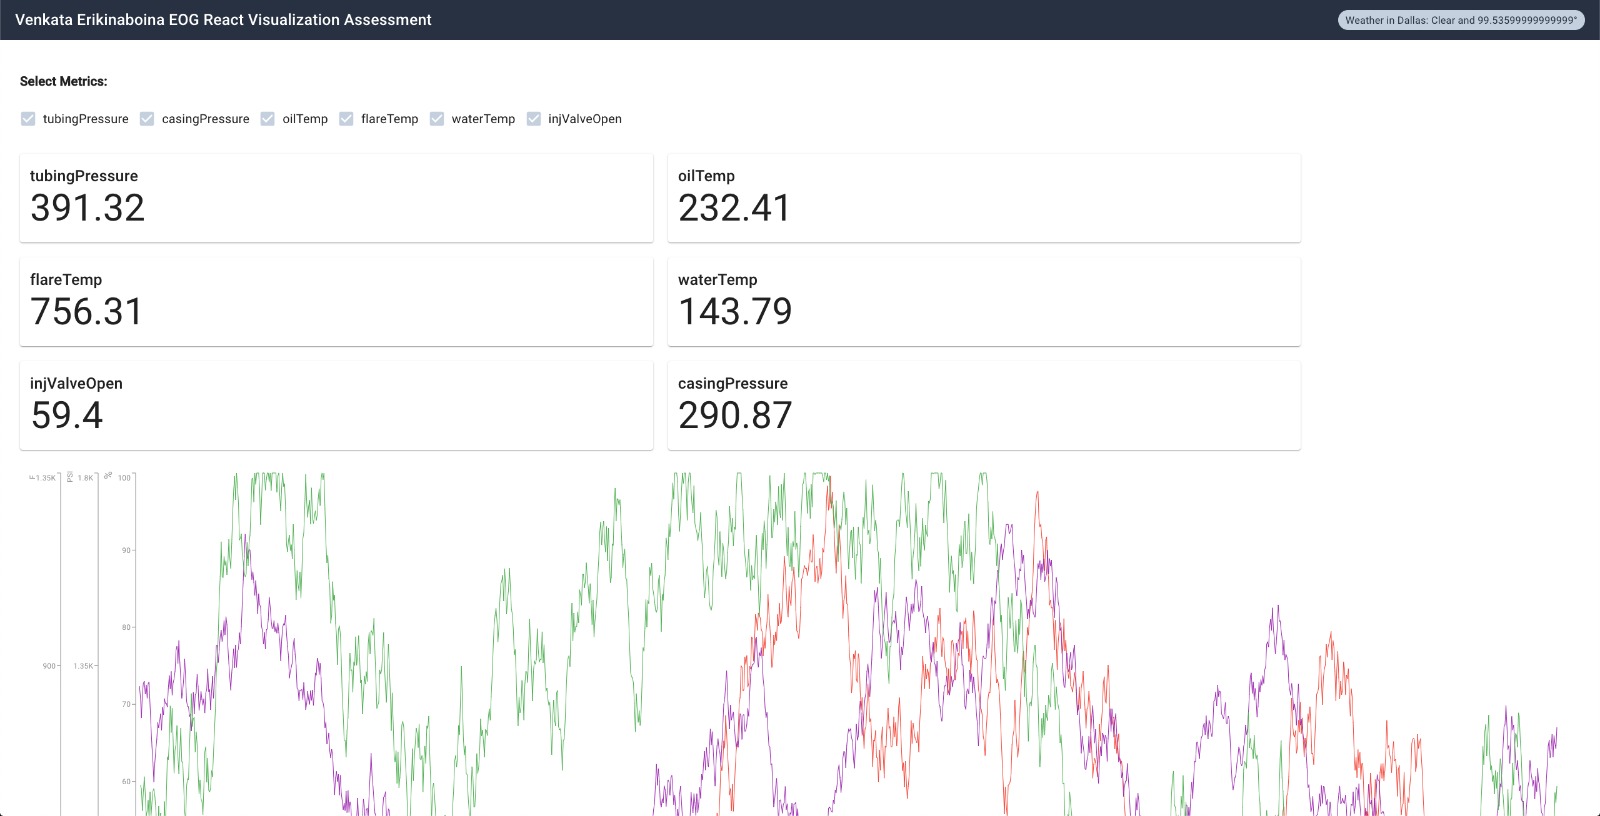 Venkata Erikinaboina EOG React Visualization Assessment
Weather in Dallas: Clear and 99.53599999999999°
Select Metrics:
tubingPressure casingPressure oilTemp flareTemp waterTemp injValveOpen
tubingPressure
391.32
oilTemp
232.41
flareTemp
756.31
waterTemp
143.79
injValveOpen
59.4
casingPressure
290.87
F 1.35K PSI 1.8K % 100
90
80
900 1.35K
70
60